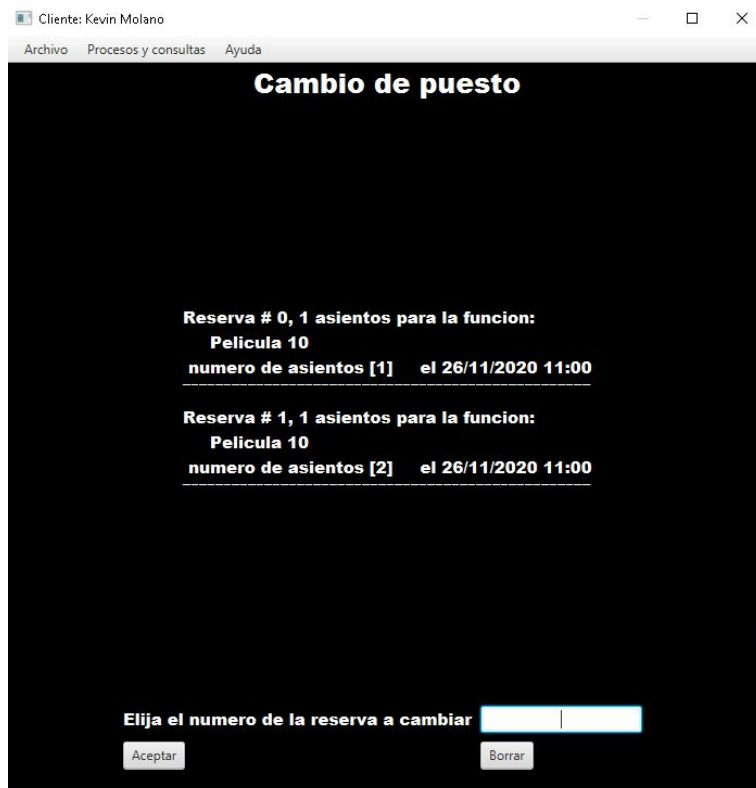 Cliente: Kevin Molano
Archivo Procesos y consultas Ayuda
Cambio de puesto
Reserva # 0, 1 asientos para la funcion:
Pelicula 10
numero de asientos [1] el 26/11/2020 11:00
Reserva # 1, 1 asientos para la funcion:
Pelicula 10
numero de asientos [2] el 26/11/2020 11:00
Elija el numero de la reserva a cambiar
Aceptar Borrar